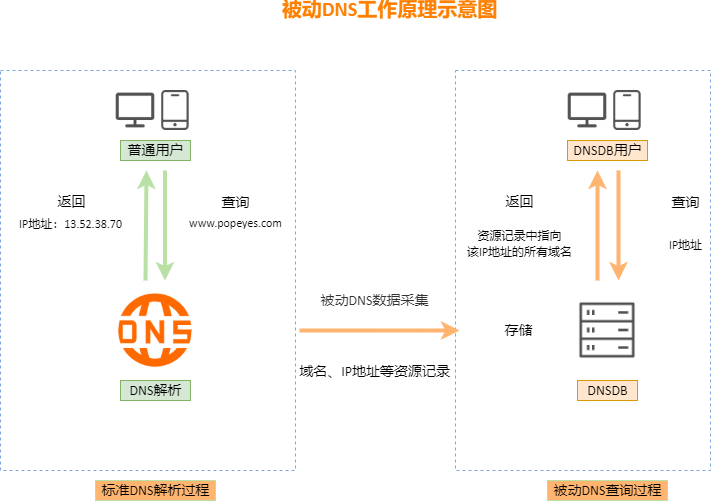 被动DNS工作原理示意图
普通用户
返回
IP地址：13.52.38.70
查询
www.popeyes.com
DNS
DNS解析
标准DNS解析过程
被动DNS数据采集
域名、IP地址等资源记录
DNSDB用户
返回
资源记录中指向
该IP地址的所有域名
查询
IP地址
存储
DNSDB
被动DNS查询过程